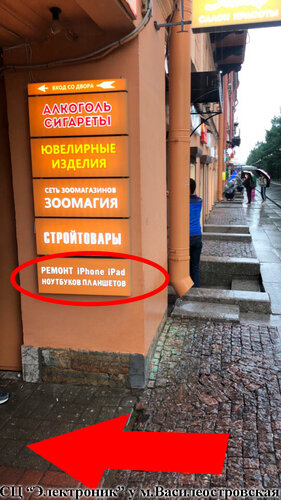 САЛОН КРАСОТЫ
ВХОД СО ДВОРА
АЛКОГОЛЬ
СИГАРЕТЫ
ЮВЕЛИРНЫЕ
ИЗДЕЛИЯ
СЕТЬ ЗООМАГАЗИНОВ
ЗООМАГИЯ
СТРОЙТОВАРЫ
РЕМОНТ iPhone iPad
НОУТБУКОВ ПЛАНШЕТОВ
СЦ "Электроник" у м.Василеостровская